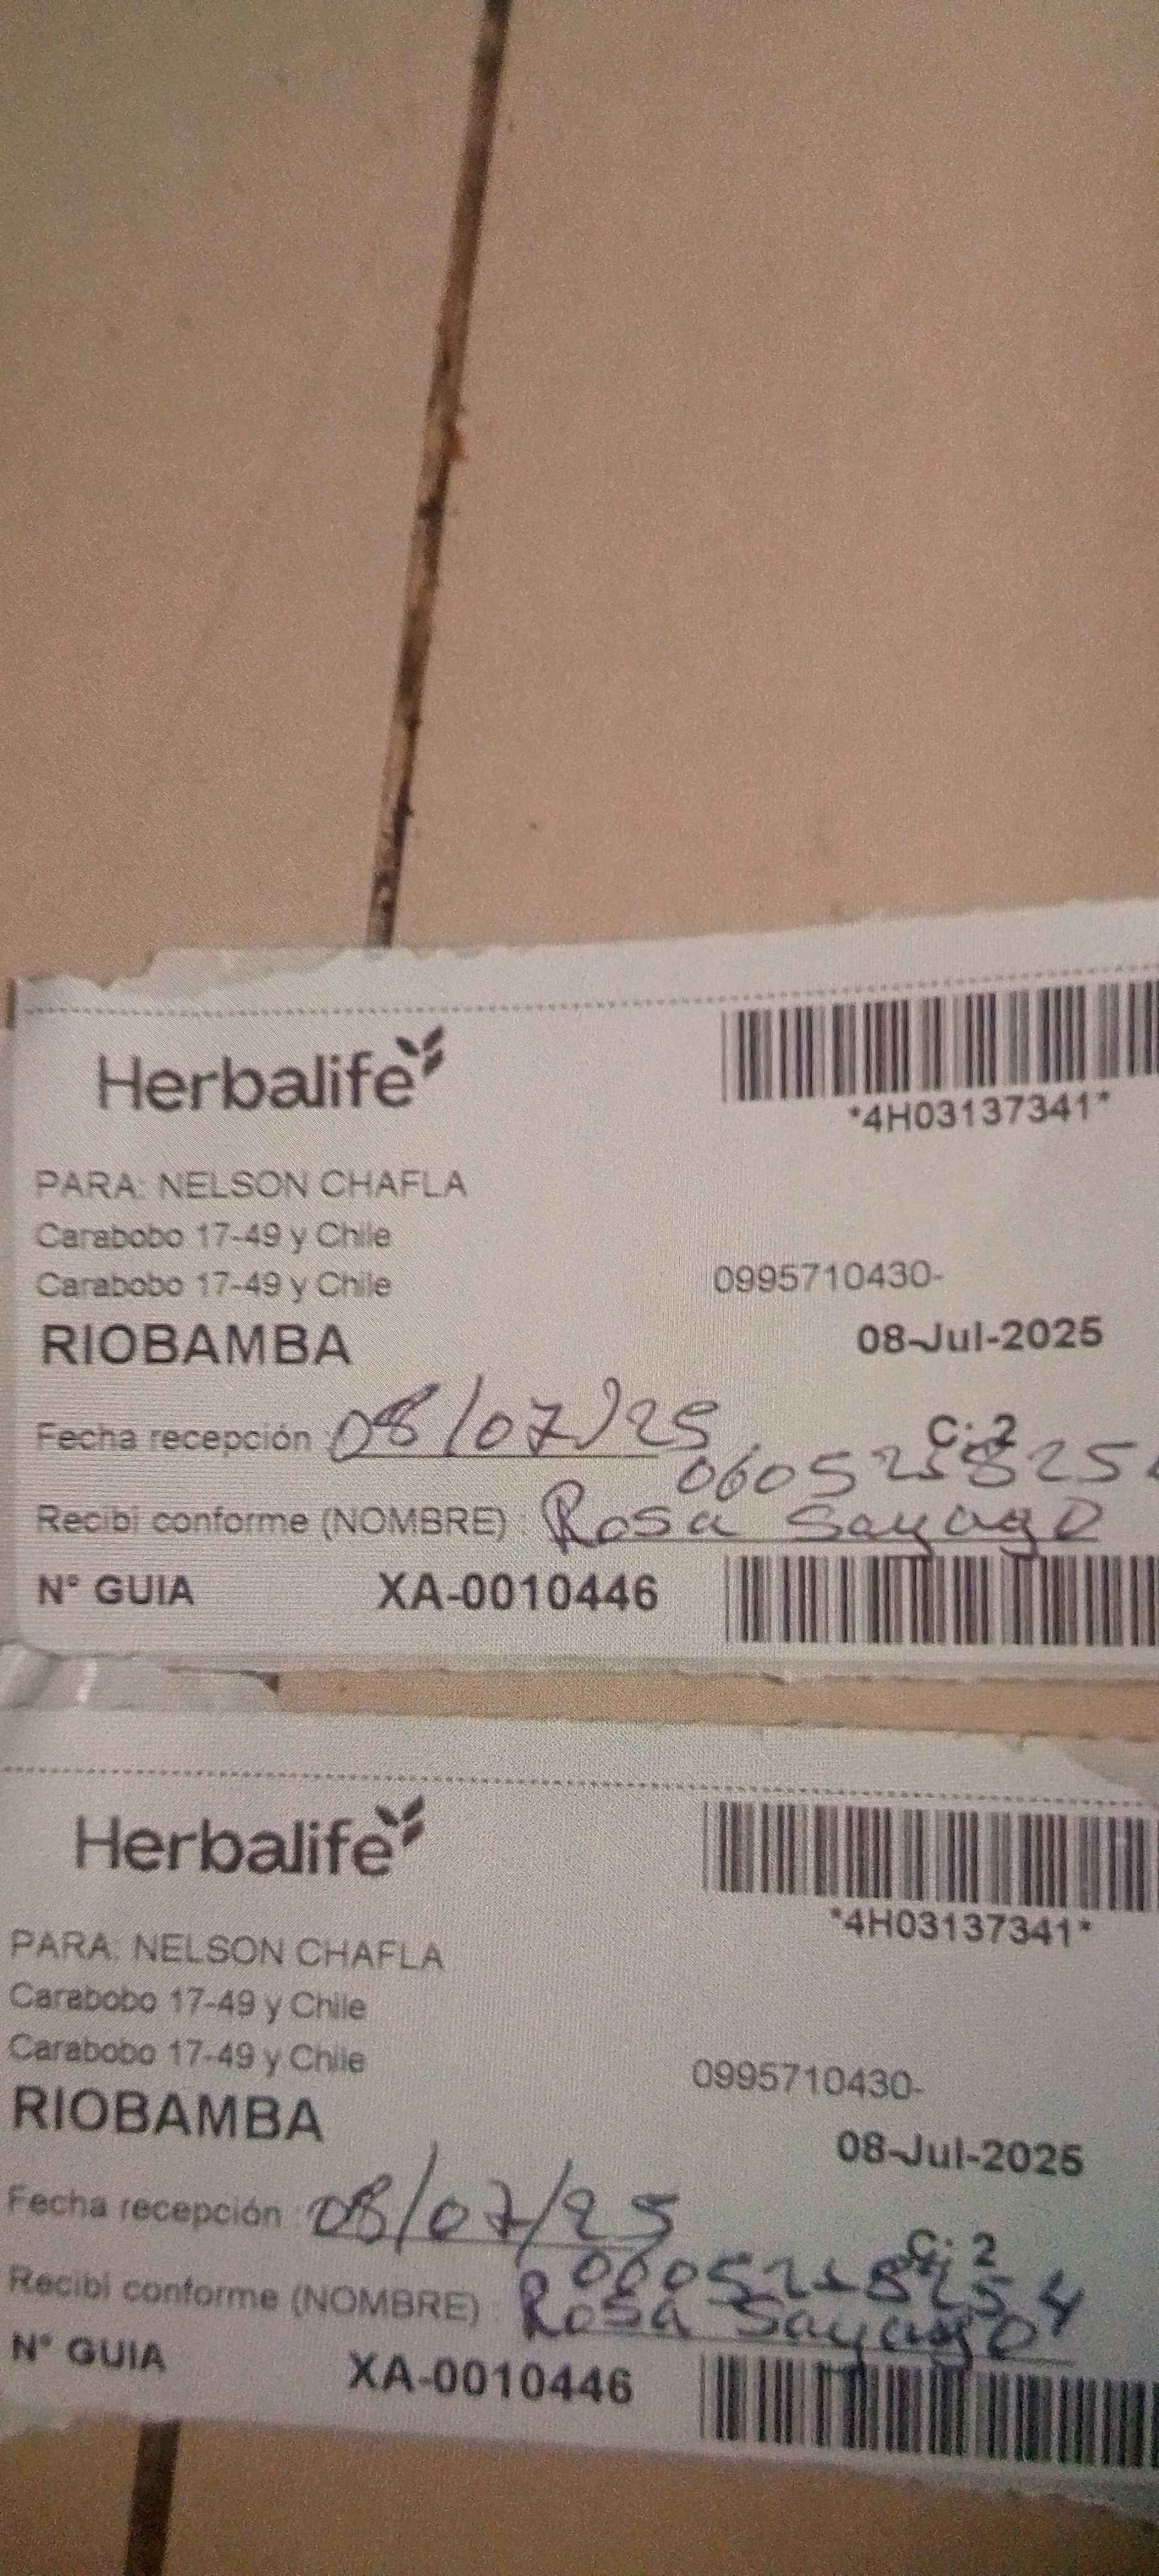 Herbalife
*4H03137341*
PARA: NELSON CHAFLA
Carabobo 17-49 y Chile
Carabobo 17-49 y Chile
0995710430-
RIOBAMBA
08-Jul-2025
Fecha recepción : 08/07/25
C: 2
Recibí conforme (NOMBRE) : Rosa Sayago
N° GUIA XA-0010446
Herbalife
*4H03137341*
PARA: NELSON CHAFLA
Carabobo 17-49 y Chile
Carabobo 17-49 y Chile
0995710430-
RIOBAMBA
08-Jul-2025
Fecha recepción : 08/07/25
C: 2
Recibí conforme (NOMBRE) : Rosa Sayago
N° GUIA XA-0010446